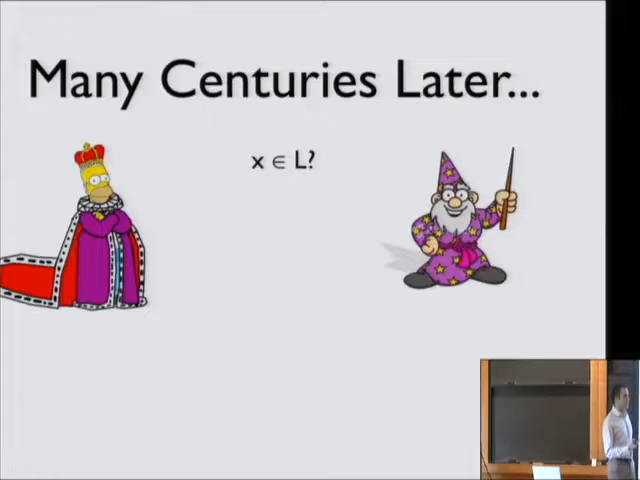 Many Centuries Later...
x ∈ L?